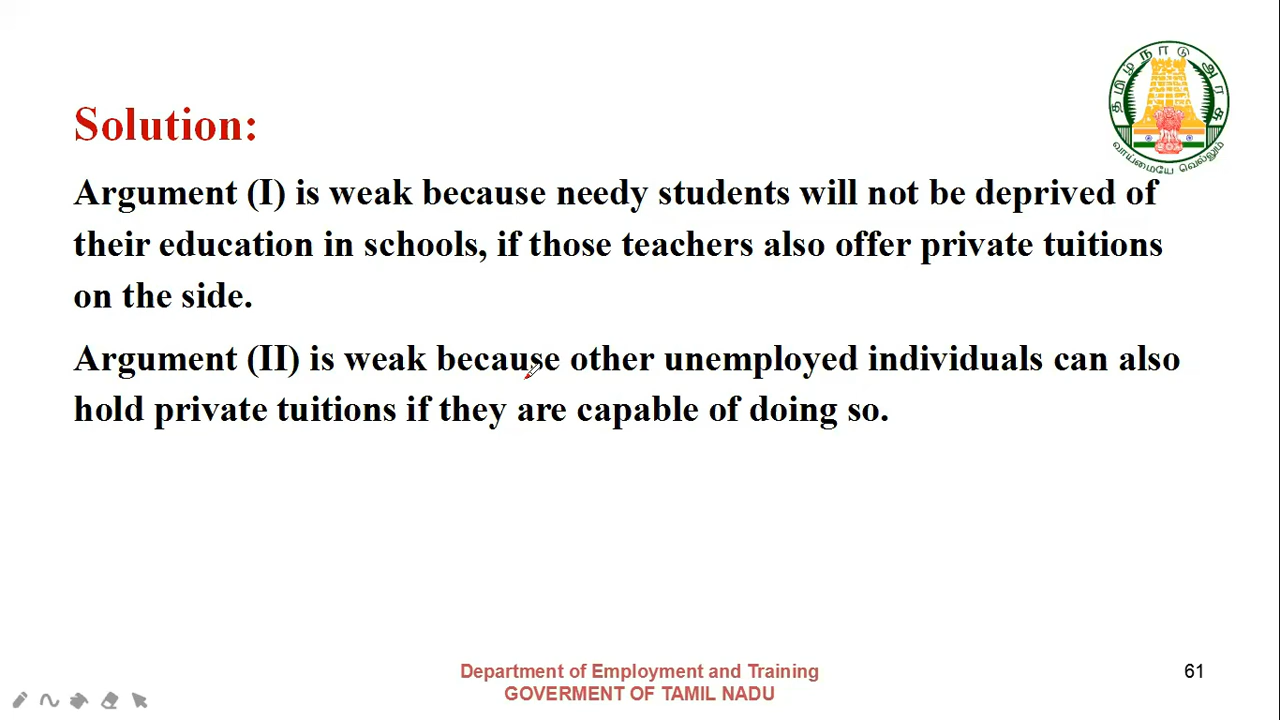 தமிழ்நாடு அரசு
வாய்மையே வெல்லும்
Solution:
Argument (I) is weak because needy students will not be deprived of
their education in schools, if those teachers also offer private tuitions
on the side.
Argument (II) is weak because other unemployed individuals can also
hold private tuitions if they are capable of doing so.
Department of Employment and Training
GOVERMENT OF TAMIL NADU
61